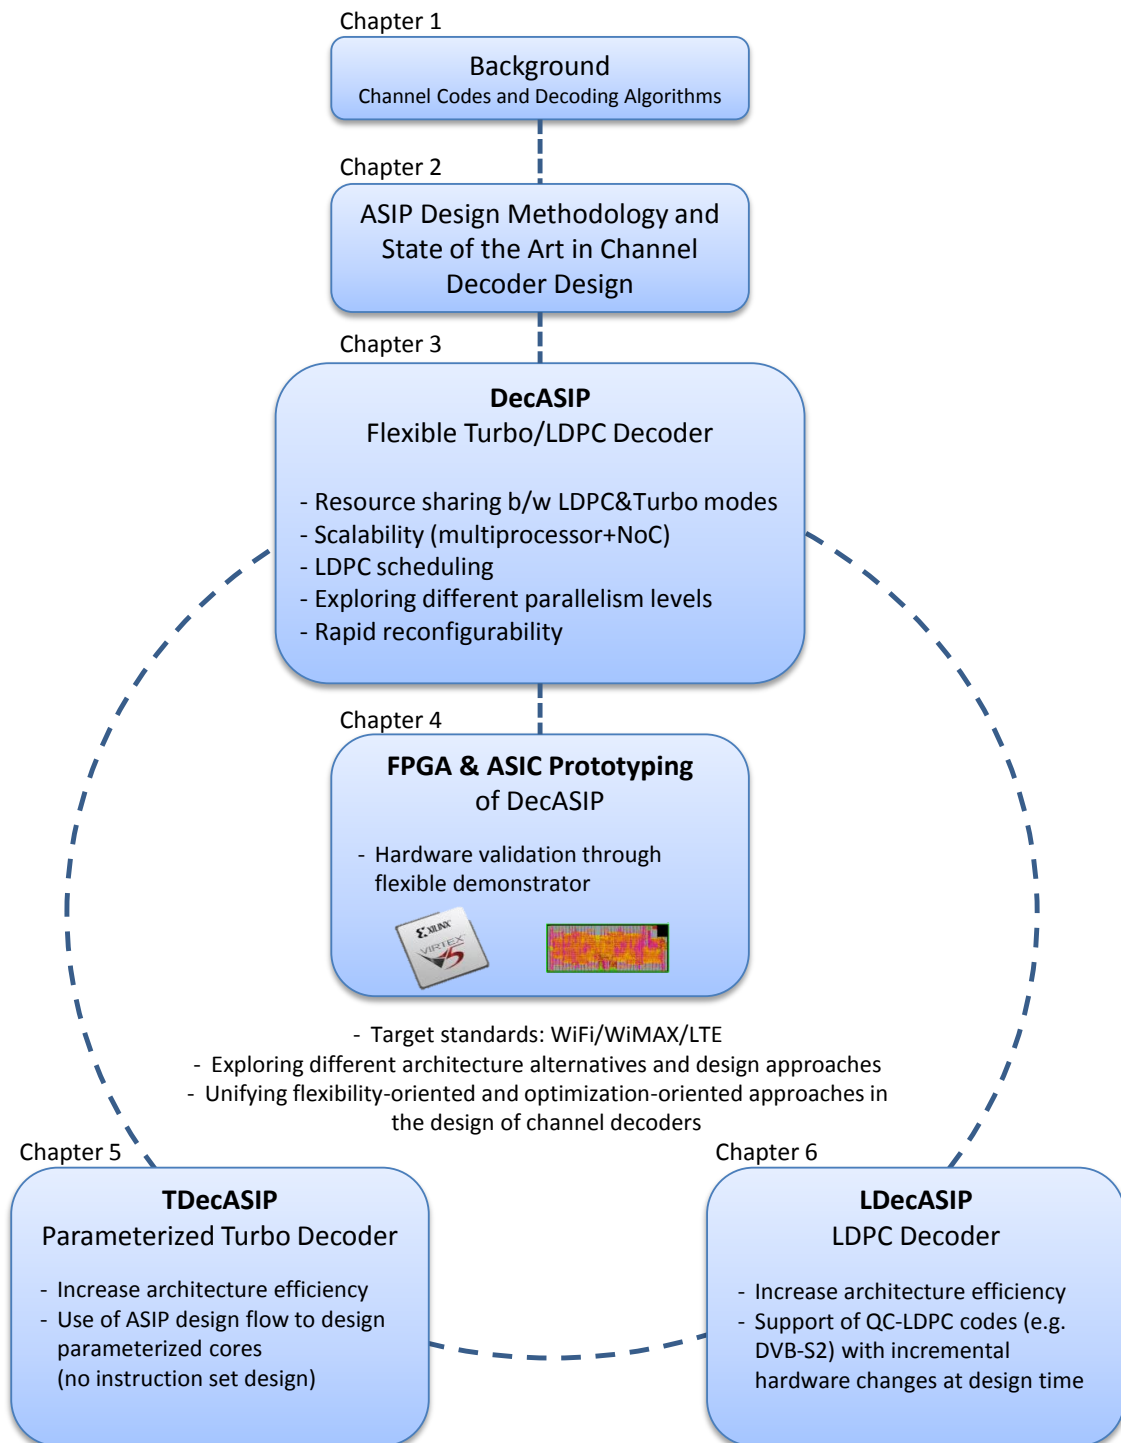 Chapter 1
Background
Channel Codes and Decoding Algorithms
Chapter 2
ASIP Design Methodology and
State of the Art in Channel
Decoder Design
Chapter 3
DecASIP
Flexible Turbo/LDPC Decoder
- Resource sharing b/w LDPC&Turbo modes
- Scalability (multiprocessor+NoC)
- LDPC scheduling
- Exploring different parallelism levels
- Rapid reconfigurability
Chapter 4
FPGA & ASIC Prototyping
of DecASIP
- Hardware validation through
flexible demonstrator
XILINX
VIRTEX
5
- Target standards: WiFi/WiMAX/LTE
- Exploring different architecture alternatives and design approaches
- Unifying flexibility-oriented and optimization-oriented approaches in
the design of channel decoders
Chapter 5
TDecASIP
Parameterized Turbo Decoder
- Increase architecture efficiency
- Use of ASIP design flow to design
parameterized cores
(no instruction set design)
Chapter 6
LDecASIP
LDPC Decoder
- Increase architecture efficiency
- Support of QC-LDPC codes (e.g.
DVB-S2) with incremental
hardware changes at design time